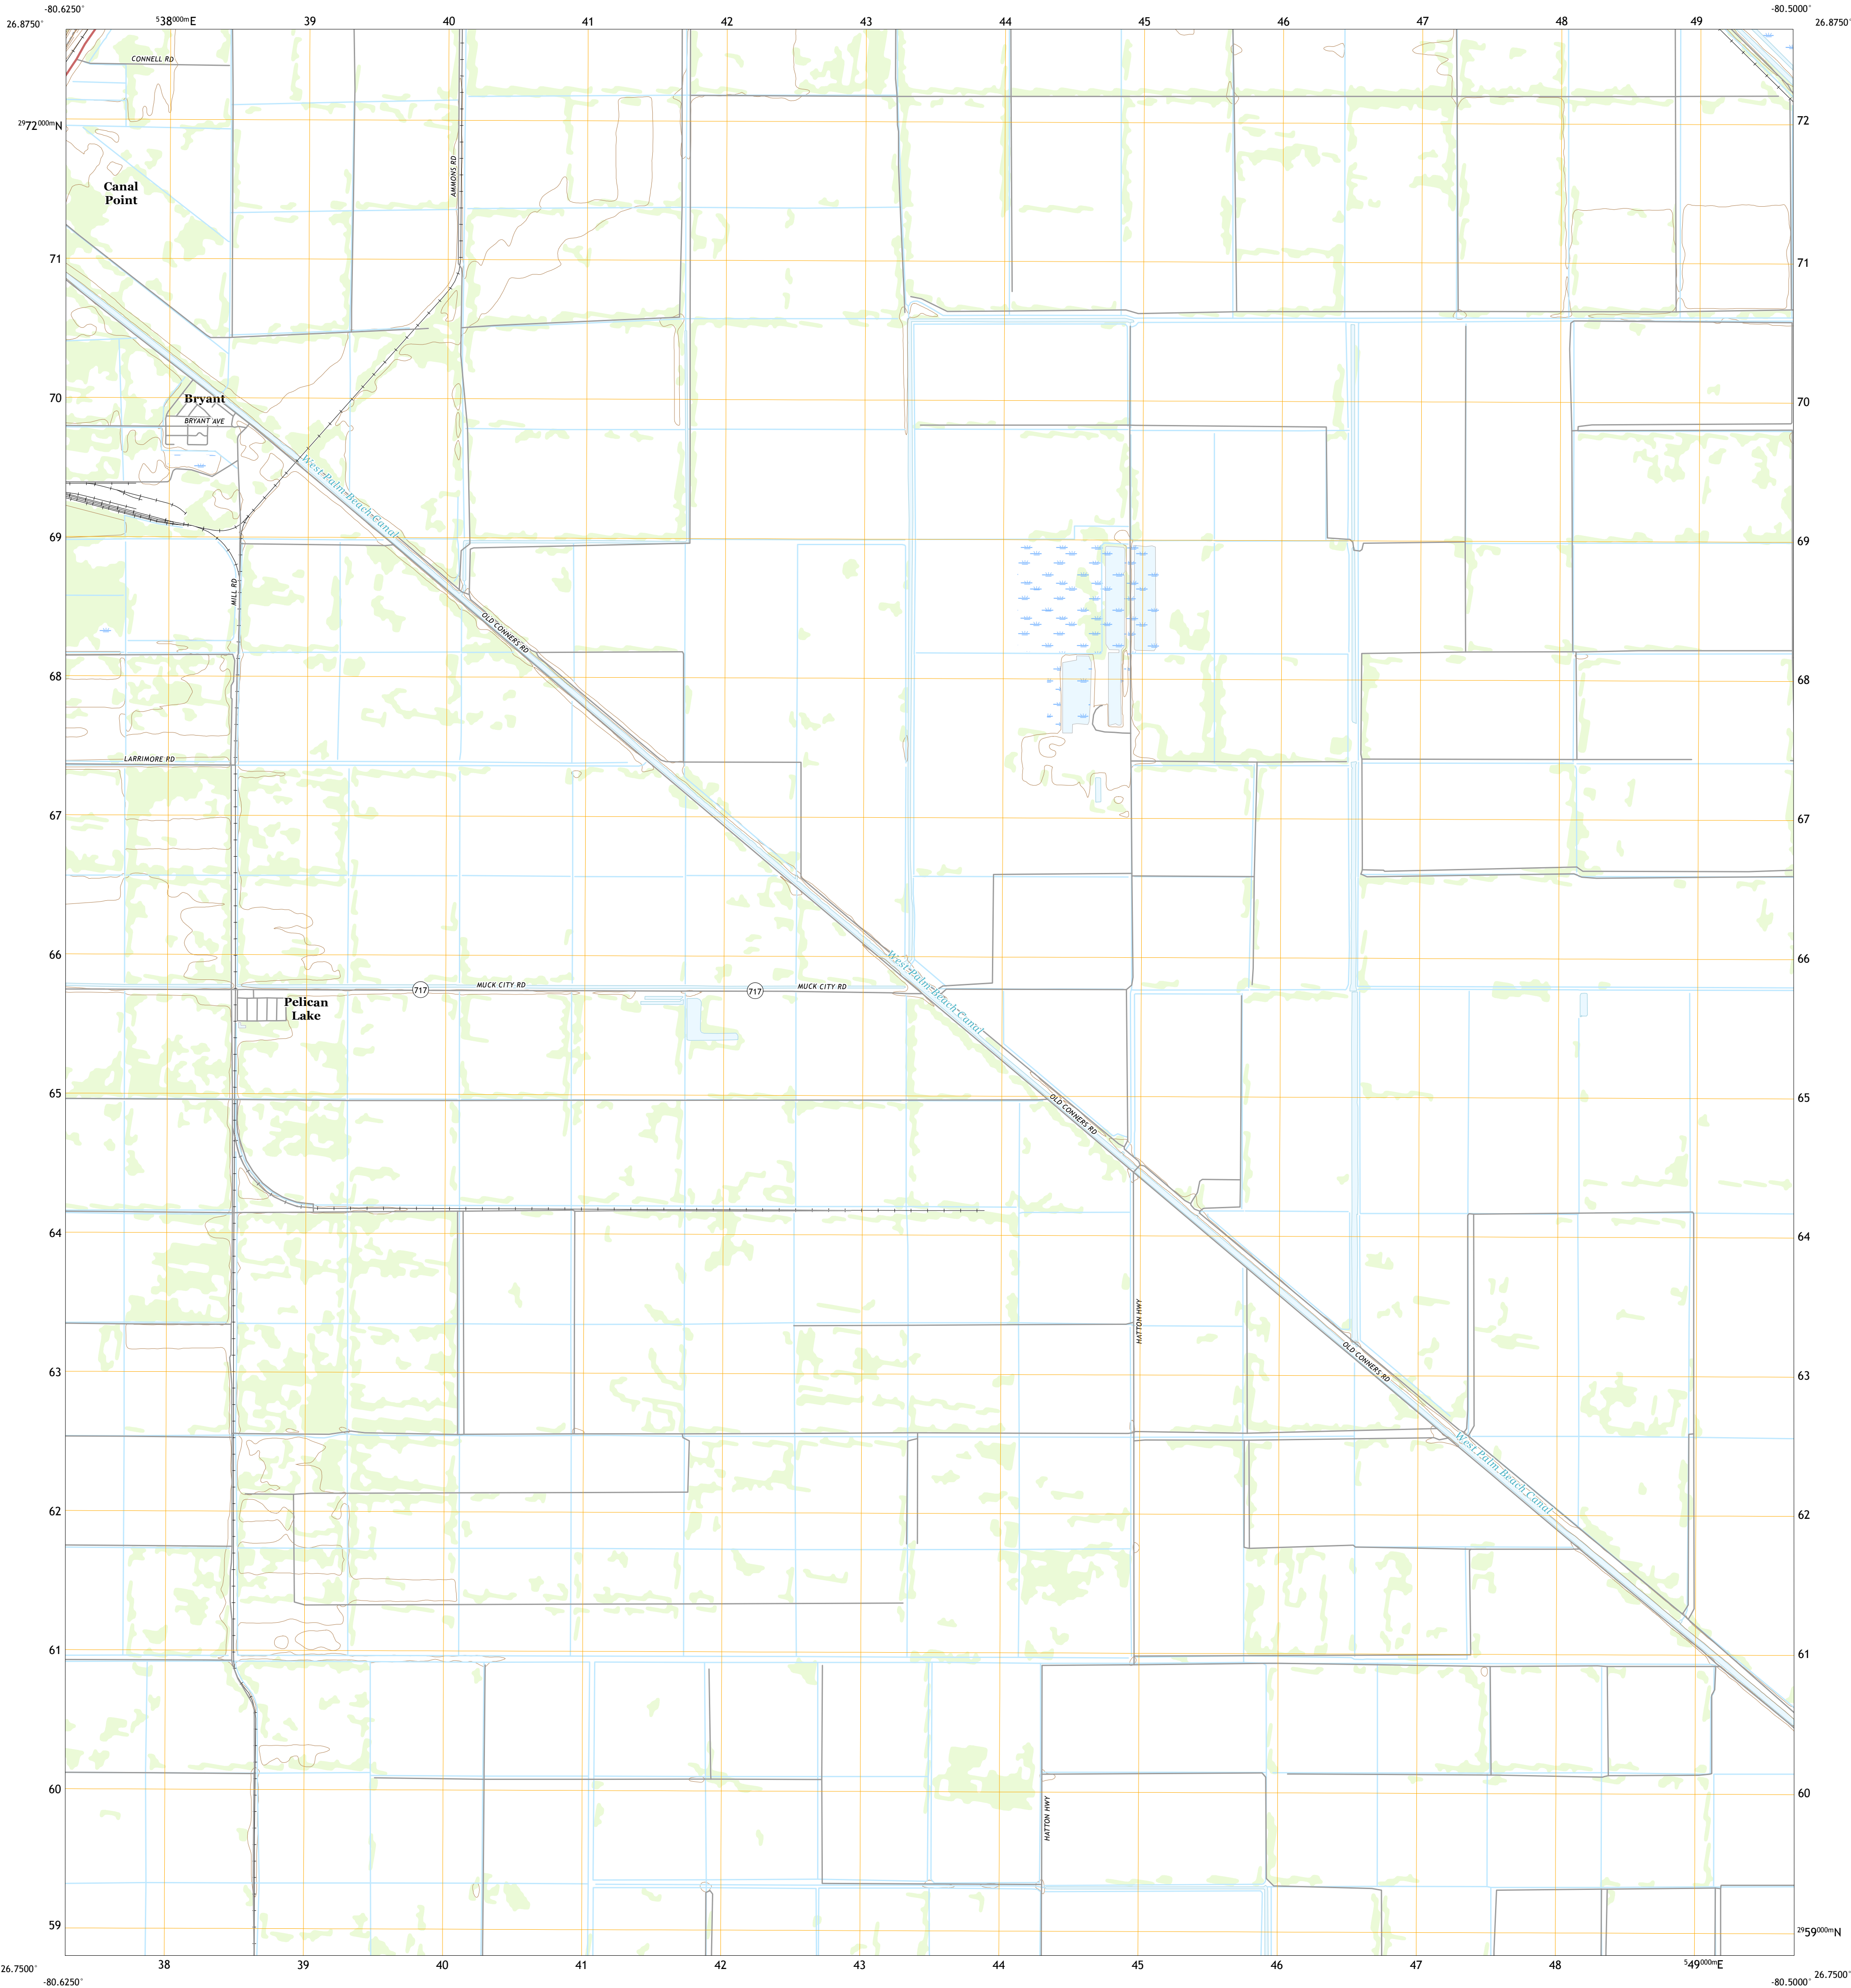 -80.6250°
-80.5000°
26.8750°
538000mE
39
40
41
42
43
44
45
46
47
48
49
26.8750°
CONNELL RD
2972000mN
72
AMMONS RD
Canal
Point
71
71
70
Bryant
70
BRYANT AVE
West Palm Beach Canal
69
69
MILL RD
OLD CONNERS RD
68
68
LARRIMORE RD
67
67
66
West Palm Beach Canal
66
717
MUCK CITY RD
717
MUCK CITY RD
Pelican
Lake
65
OLD CONNERS RD
65
64
64
HATTON HWY
63
OLD CONNERS RD
63
West Palm Beach Canal
62
62
61
61
60
60
HATTON HWY
59
2959000mN
26.7500°
38
39
40
41
42
43
44
45
46
47
48
549000mE
26.7500°
-80.6250°
-80.5000°